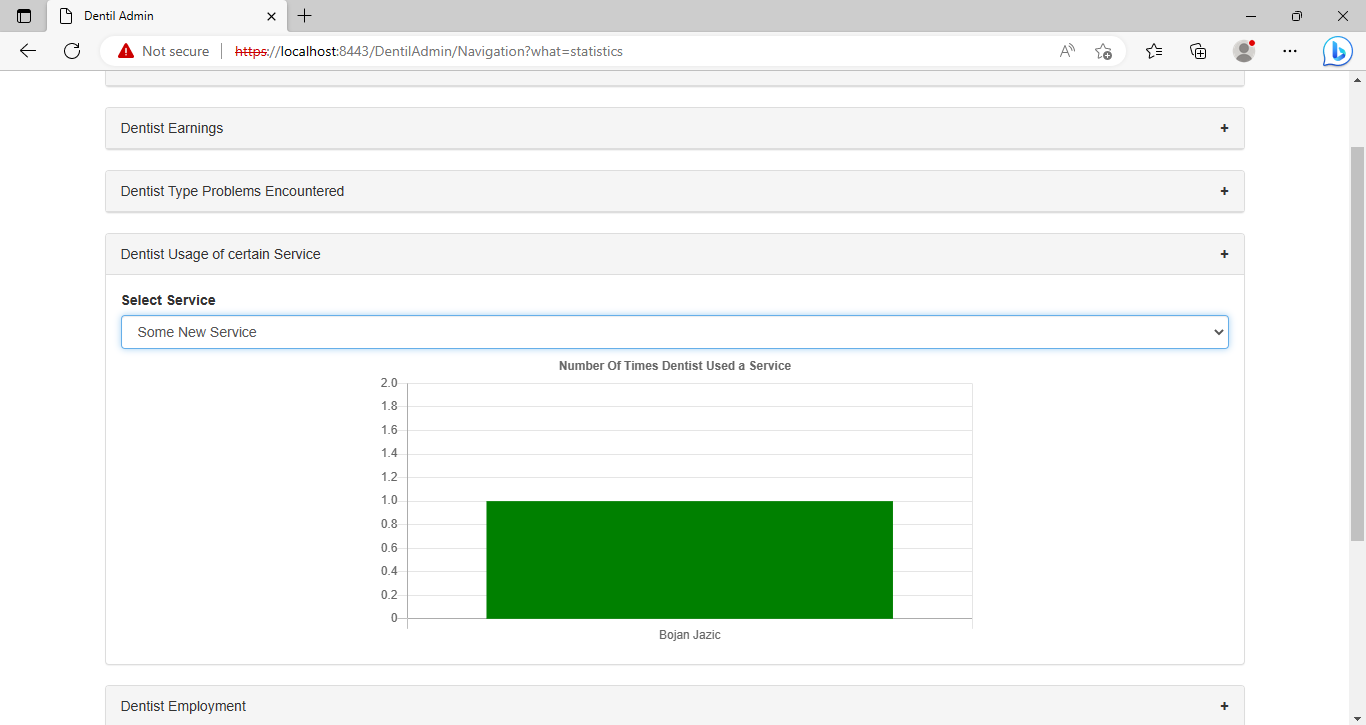 Dentil Admin
Not secure
https://localhost:8443/DentilAdmin/Navigation?what=statistics
Dentist Earnings +
Dentist Type Problems Encountered +
Dentist Usage of certain Service +
Select Service
Some New Service
Number Of Times Dentist Used a Service
2.0
1.8
1.6
1.4
1.2
1.0
0.8
0.6
0.4
0.2
0
Bojan Jazic
Dentist Employment +